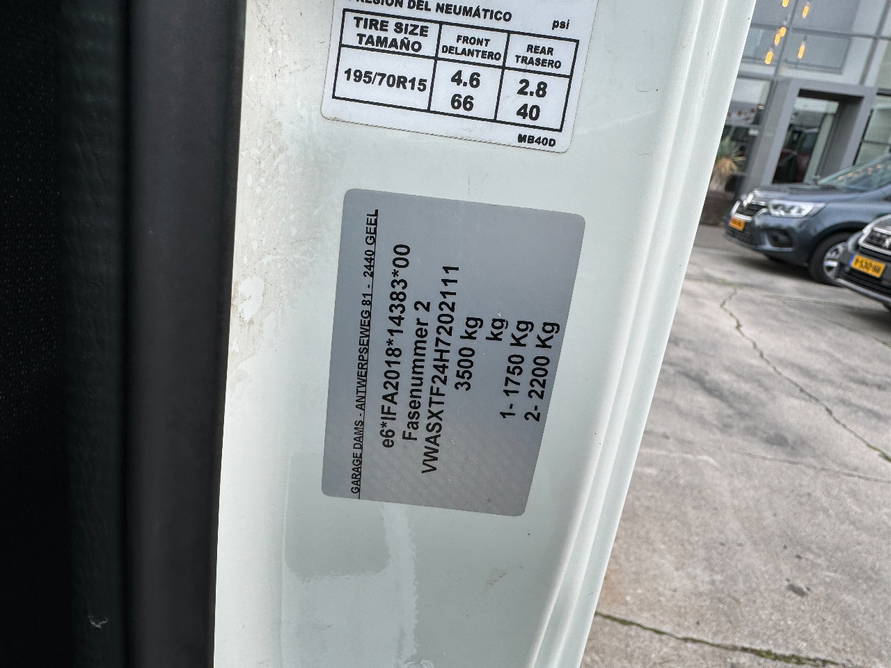 PRESIÓN DEL NEUMÁTICO psi
TIRE SIZE TAMAÑO FRONT DELANTERO REAR TRASERO
195/70R15 4.6 66 2.8 40
MB40D
GARAGE DAMS - ANTWERPSEWEG 81 - 2440 GEEL
e6*IFA2018*14383*00
Fasenummer 2
VWASXTF24H7202111
3500 kg
kg
1- 1750 Kg
2- 2200 Kg